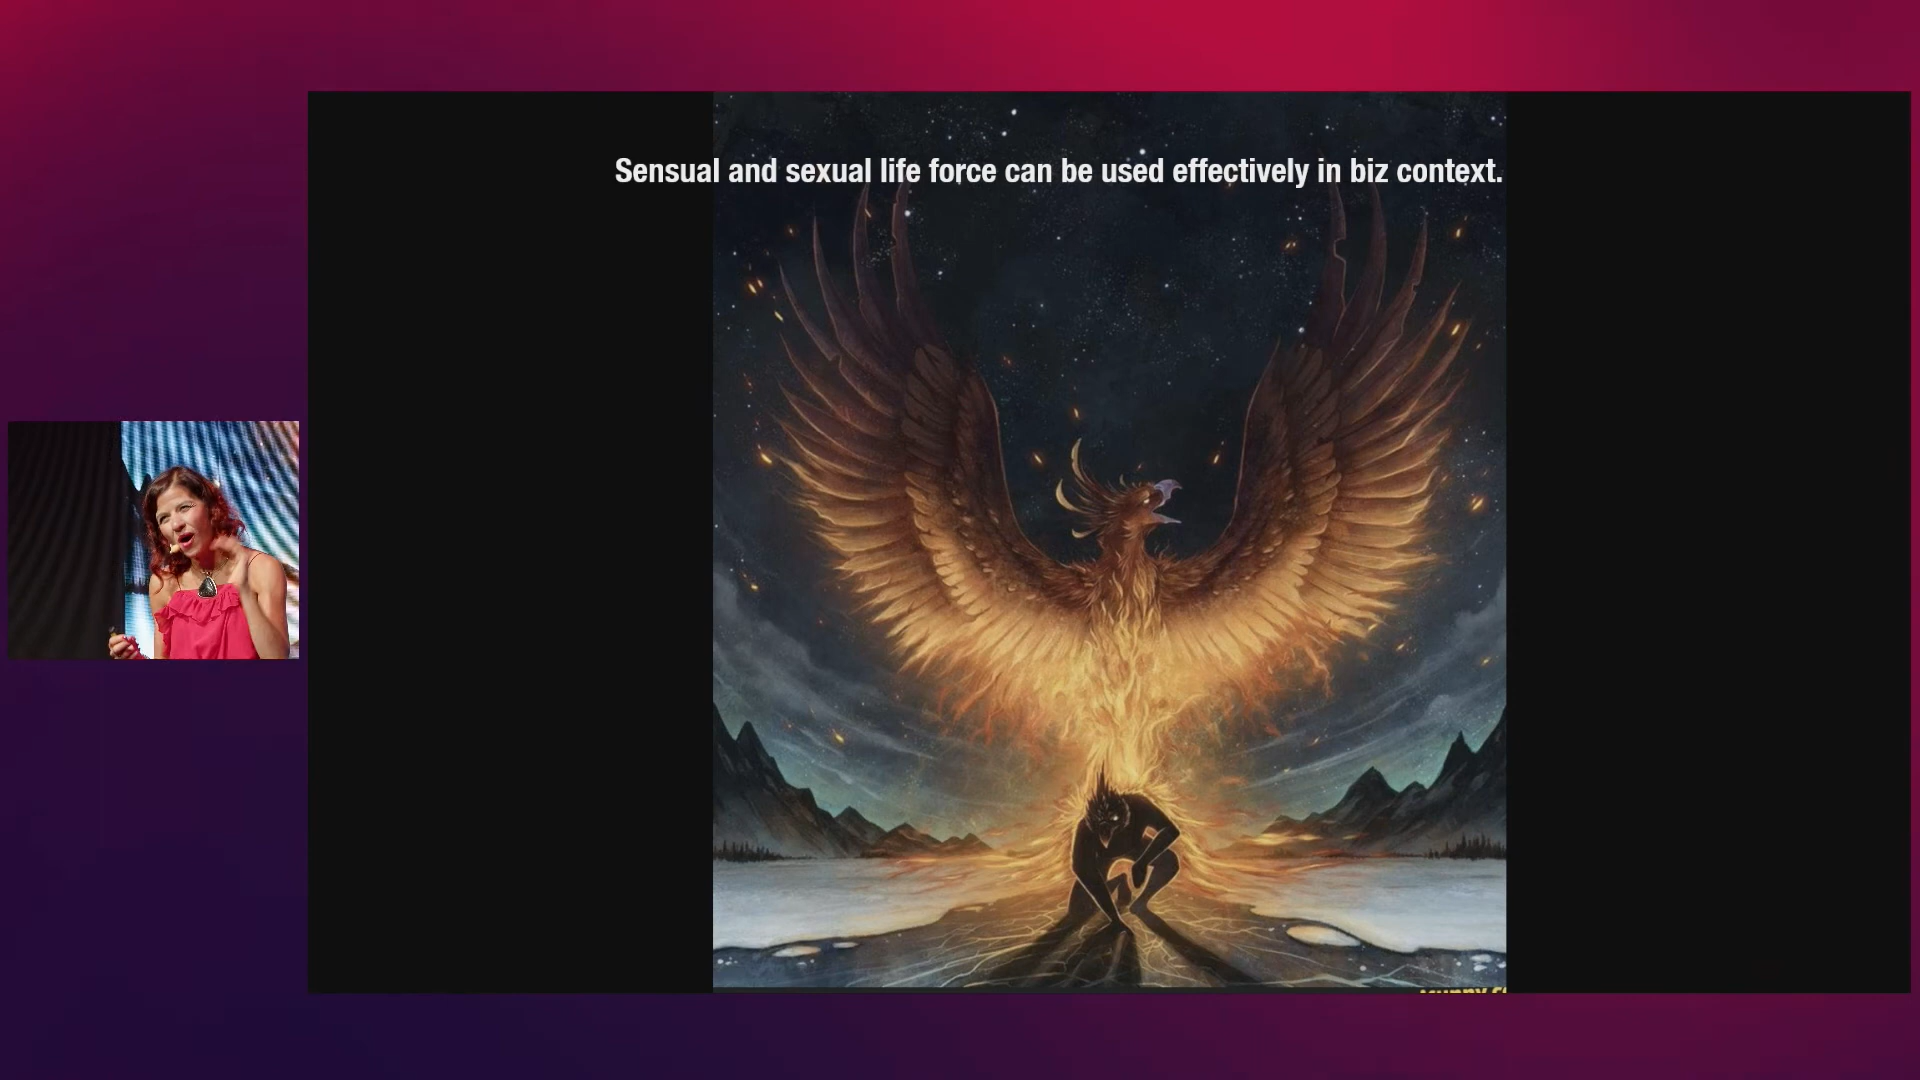 Sensual and sexual life force can be used effectively in biz context.